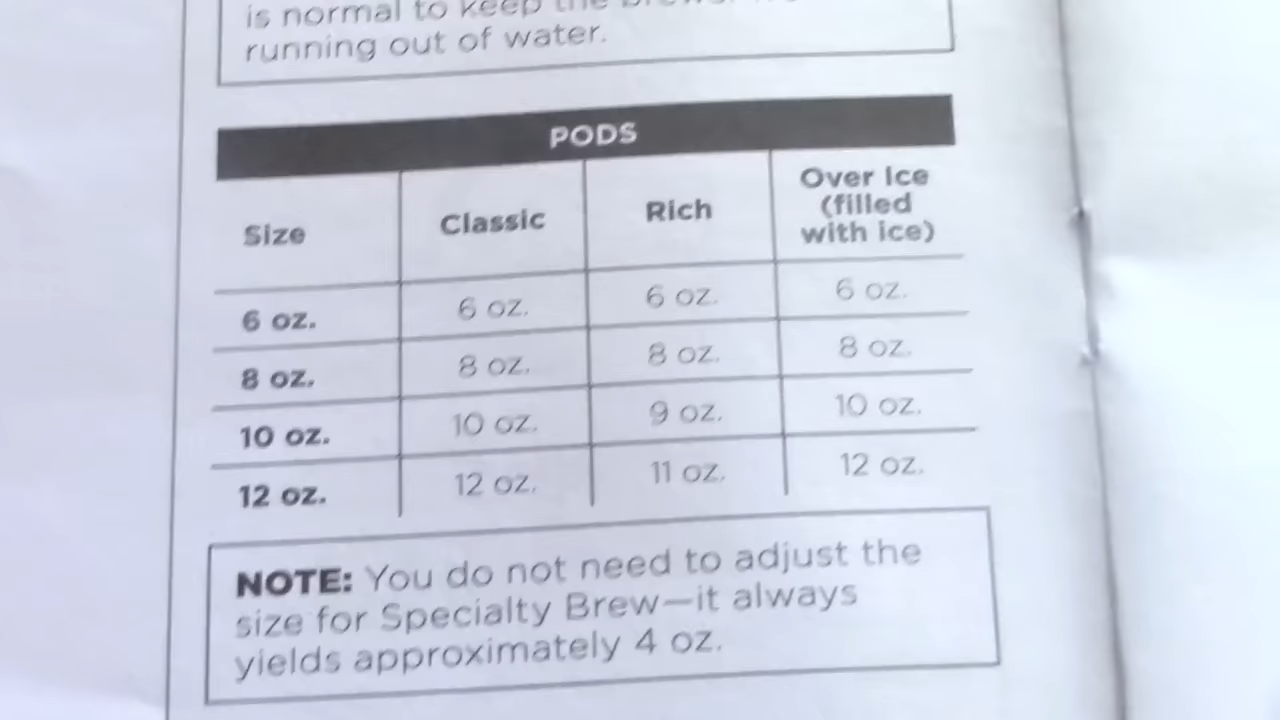 is normal to keep the
running out of water.
PODS
Size Classic Rich Over Ice (filled with ice)
6 oz. 6 oz. 6 oz. 6 oz.
8 oz. 8 oz. 8 oz. 8 oz.
10 oz. 10 oz. 9 oz. 10 oz.
12 oz. 12 oz. 11 oz. 12 oz.
NOTE: You do not need to adjust the
size for Specialty Brew—it always
yields approximately 4 oz.